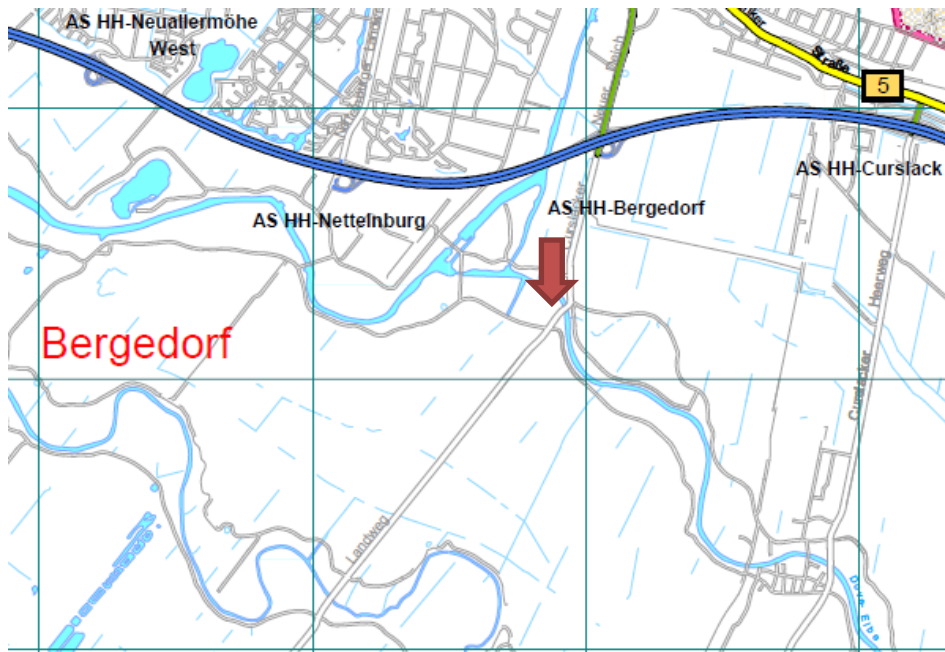 AS HH-Neuallermöhe
West
Straße
5
AS HH-Curslack
AS HH-Nettelnburg
AS HH-Bergedorf
Bergedorf
Heerweg
Curslacker
Landweg
Dove Elbe